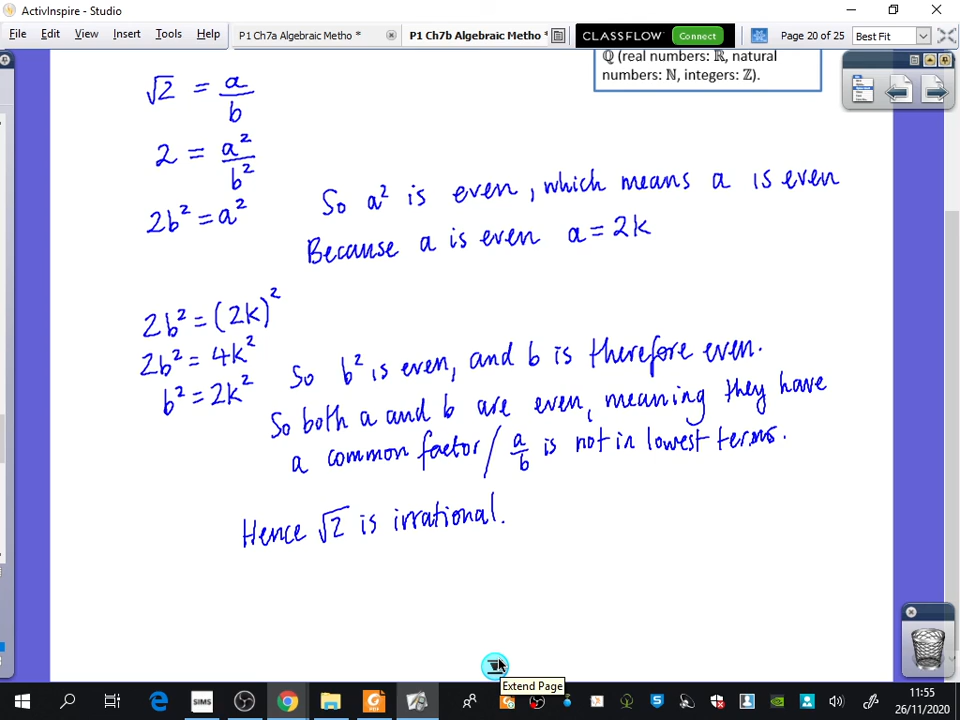 ActivInspire - Studio
File Edit View Insert Tools Help
P1 Ch7a Algebraic Metho *
P1 Ch7b Algebraic Metho *
CLASSFLOW Connect
Page 20 of 25
Best Fit
ℚ (real numbers: ℝ, natural
numbers: ℕ, integers: ℤ).
√2 = a/b
2 = a²/b²
2b² = a²
So a² is even, which means a is even
Because a is even a = 2k
2b² = (2k)²
2b² = 4k²
b² = 2k²
So b² is even, and b is therefore even.
So both a and b are even, meaning they have
a common factor / a/b is not in lowest terms.
Hence √2 is irrational.
Extend Page
SIMS
11:55
26/11/2020